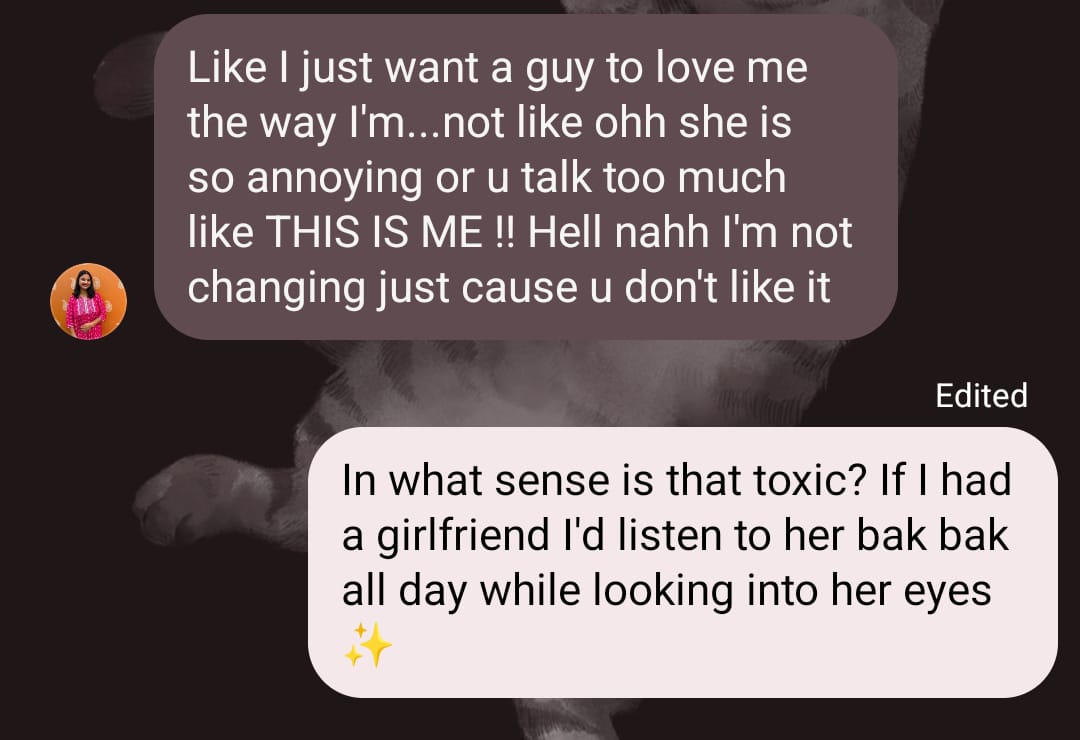 Like I just want a guy to love me
the way I'm...not like ohh she is
so annoying or u talk too much
like THIS IS ME !! Hell nahh I'm not
changing just cause u don't like it
Edited
In what sense is that toxic? If I had
a girlfriend I'd listen to her bak bak
all day while looking into her eyes
✨